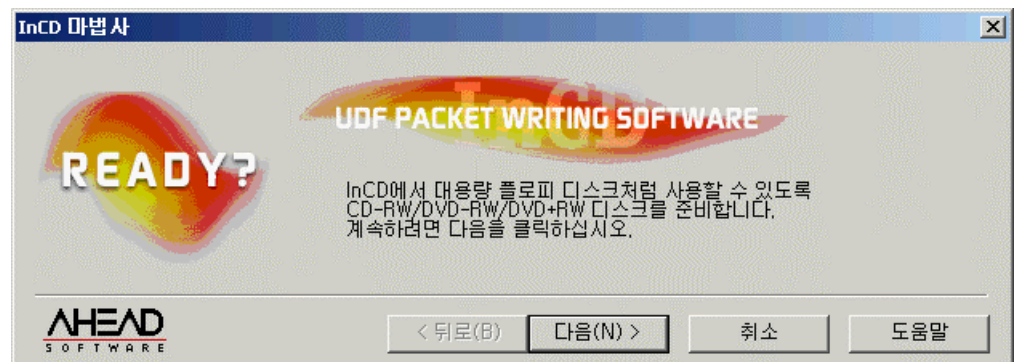 InCD 마법사
InCD
UDF PACKET WRITING SOFTWARE
READY?
InCD에서 대용량 플로피 디스크처럼 사용할 수 있도록
CD-RW/DVD-RW/DVD+RW 디스크를 준비합니다.
계속하려면 다음을 클릭하십시오.
AHEAD
SOFTWARE
< 뒤로(B) 다음(N) > 취소 도움말